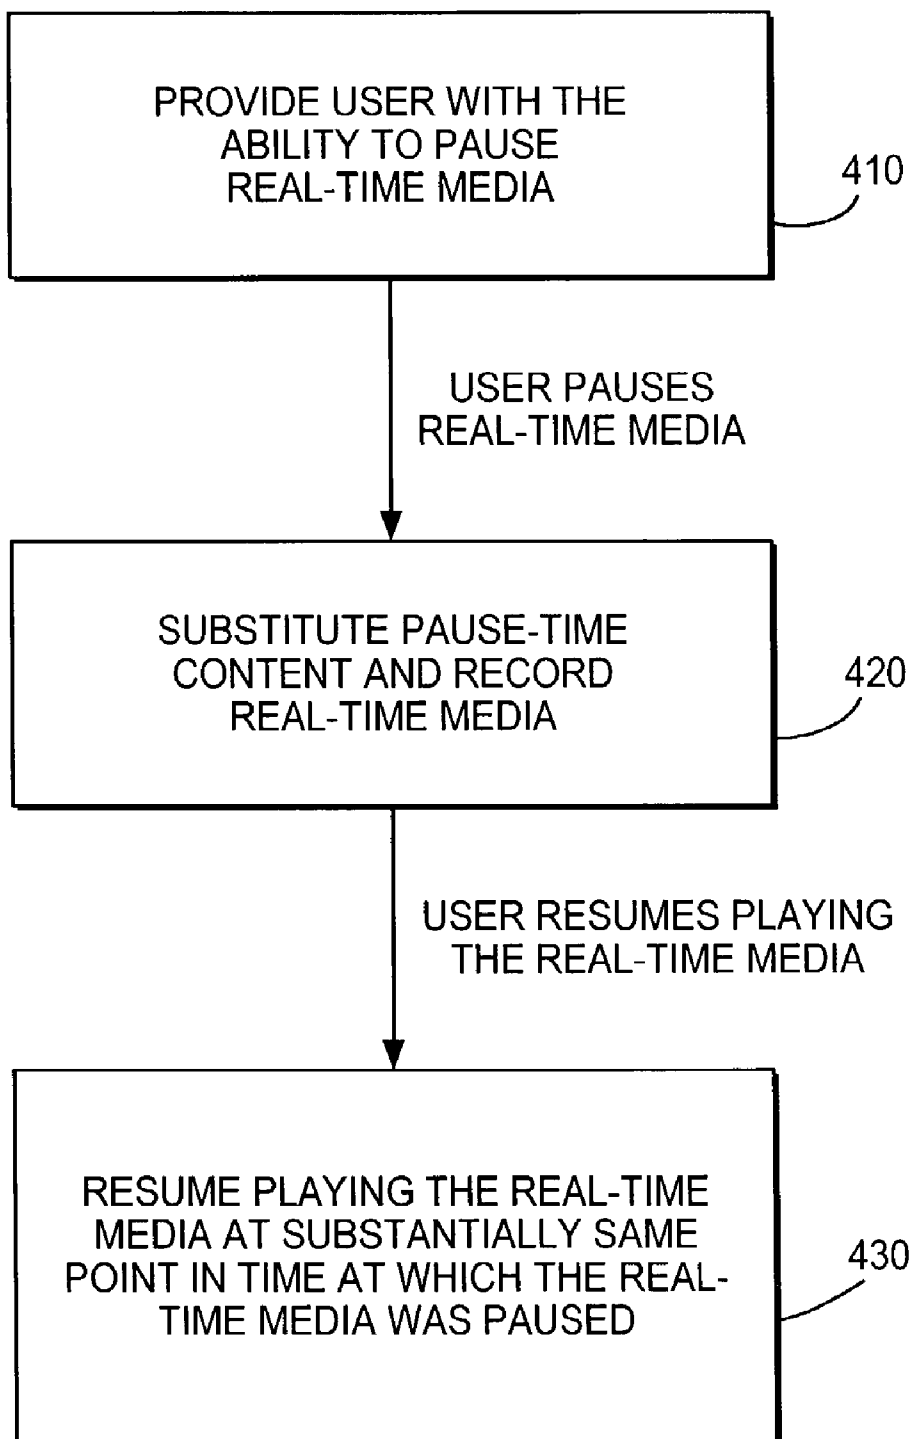 PROVIDE USER WITH THE
ABILITY TO PAUSE
REAL-TIME MEDIA
410
USER PAUSES
REAL-TIME MEDIA
SUBSTITUTE PAUSE-TIME
CONTENT AND RECORD
REAL-TIME MEDIA
420
USER RESUMES PLAYING
THE REAL-TIME MEDIA
RESUME PLAYING THE REAL-TIME
MEDIA AT SUBSTANTIALLY SAME
POINT IN TIME AT WHICH THE REAL-
TIME MEDIA WAS PAUSED
430